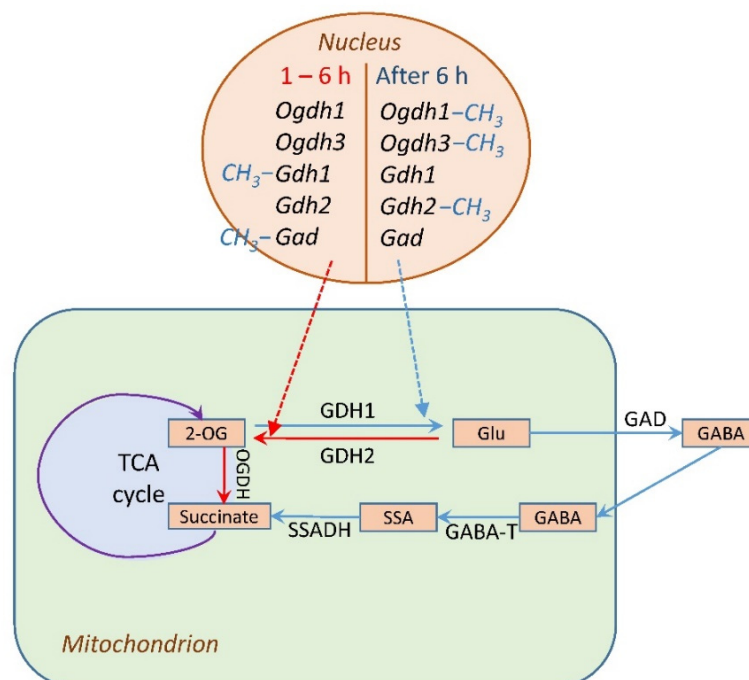 Nucleus
1 – 6 h After 6 h
Ogdh1 Ogdh1–CH₃
Ogdh3 Ogdh3–CH₃
CH₃–Gdh1 Gdh1
Gdh2 Gdh2–CH₃
CH₃–Gad Gad
GDH1
GAD
2-OG Glu GABA
GDH2
OGDH
TCA
cycle
Succinate SSA GABA
SSADH GABA-T
Mitochondrion